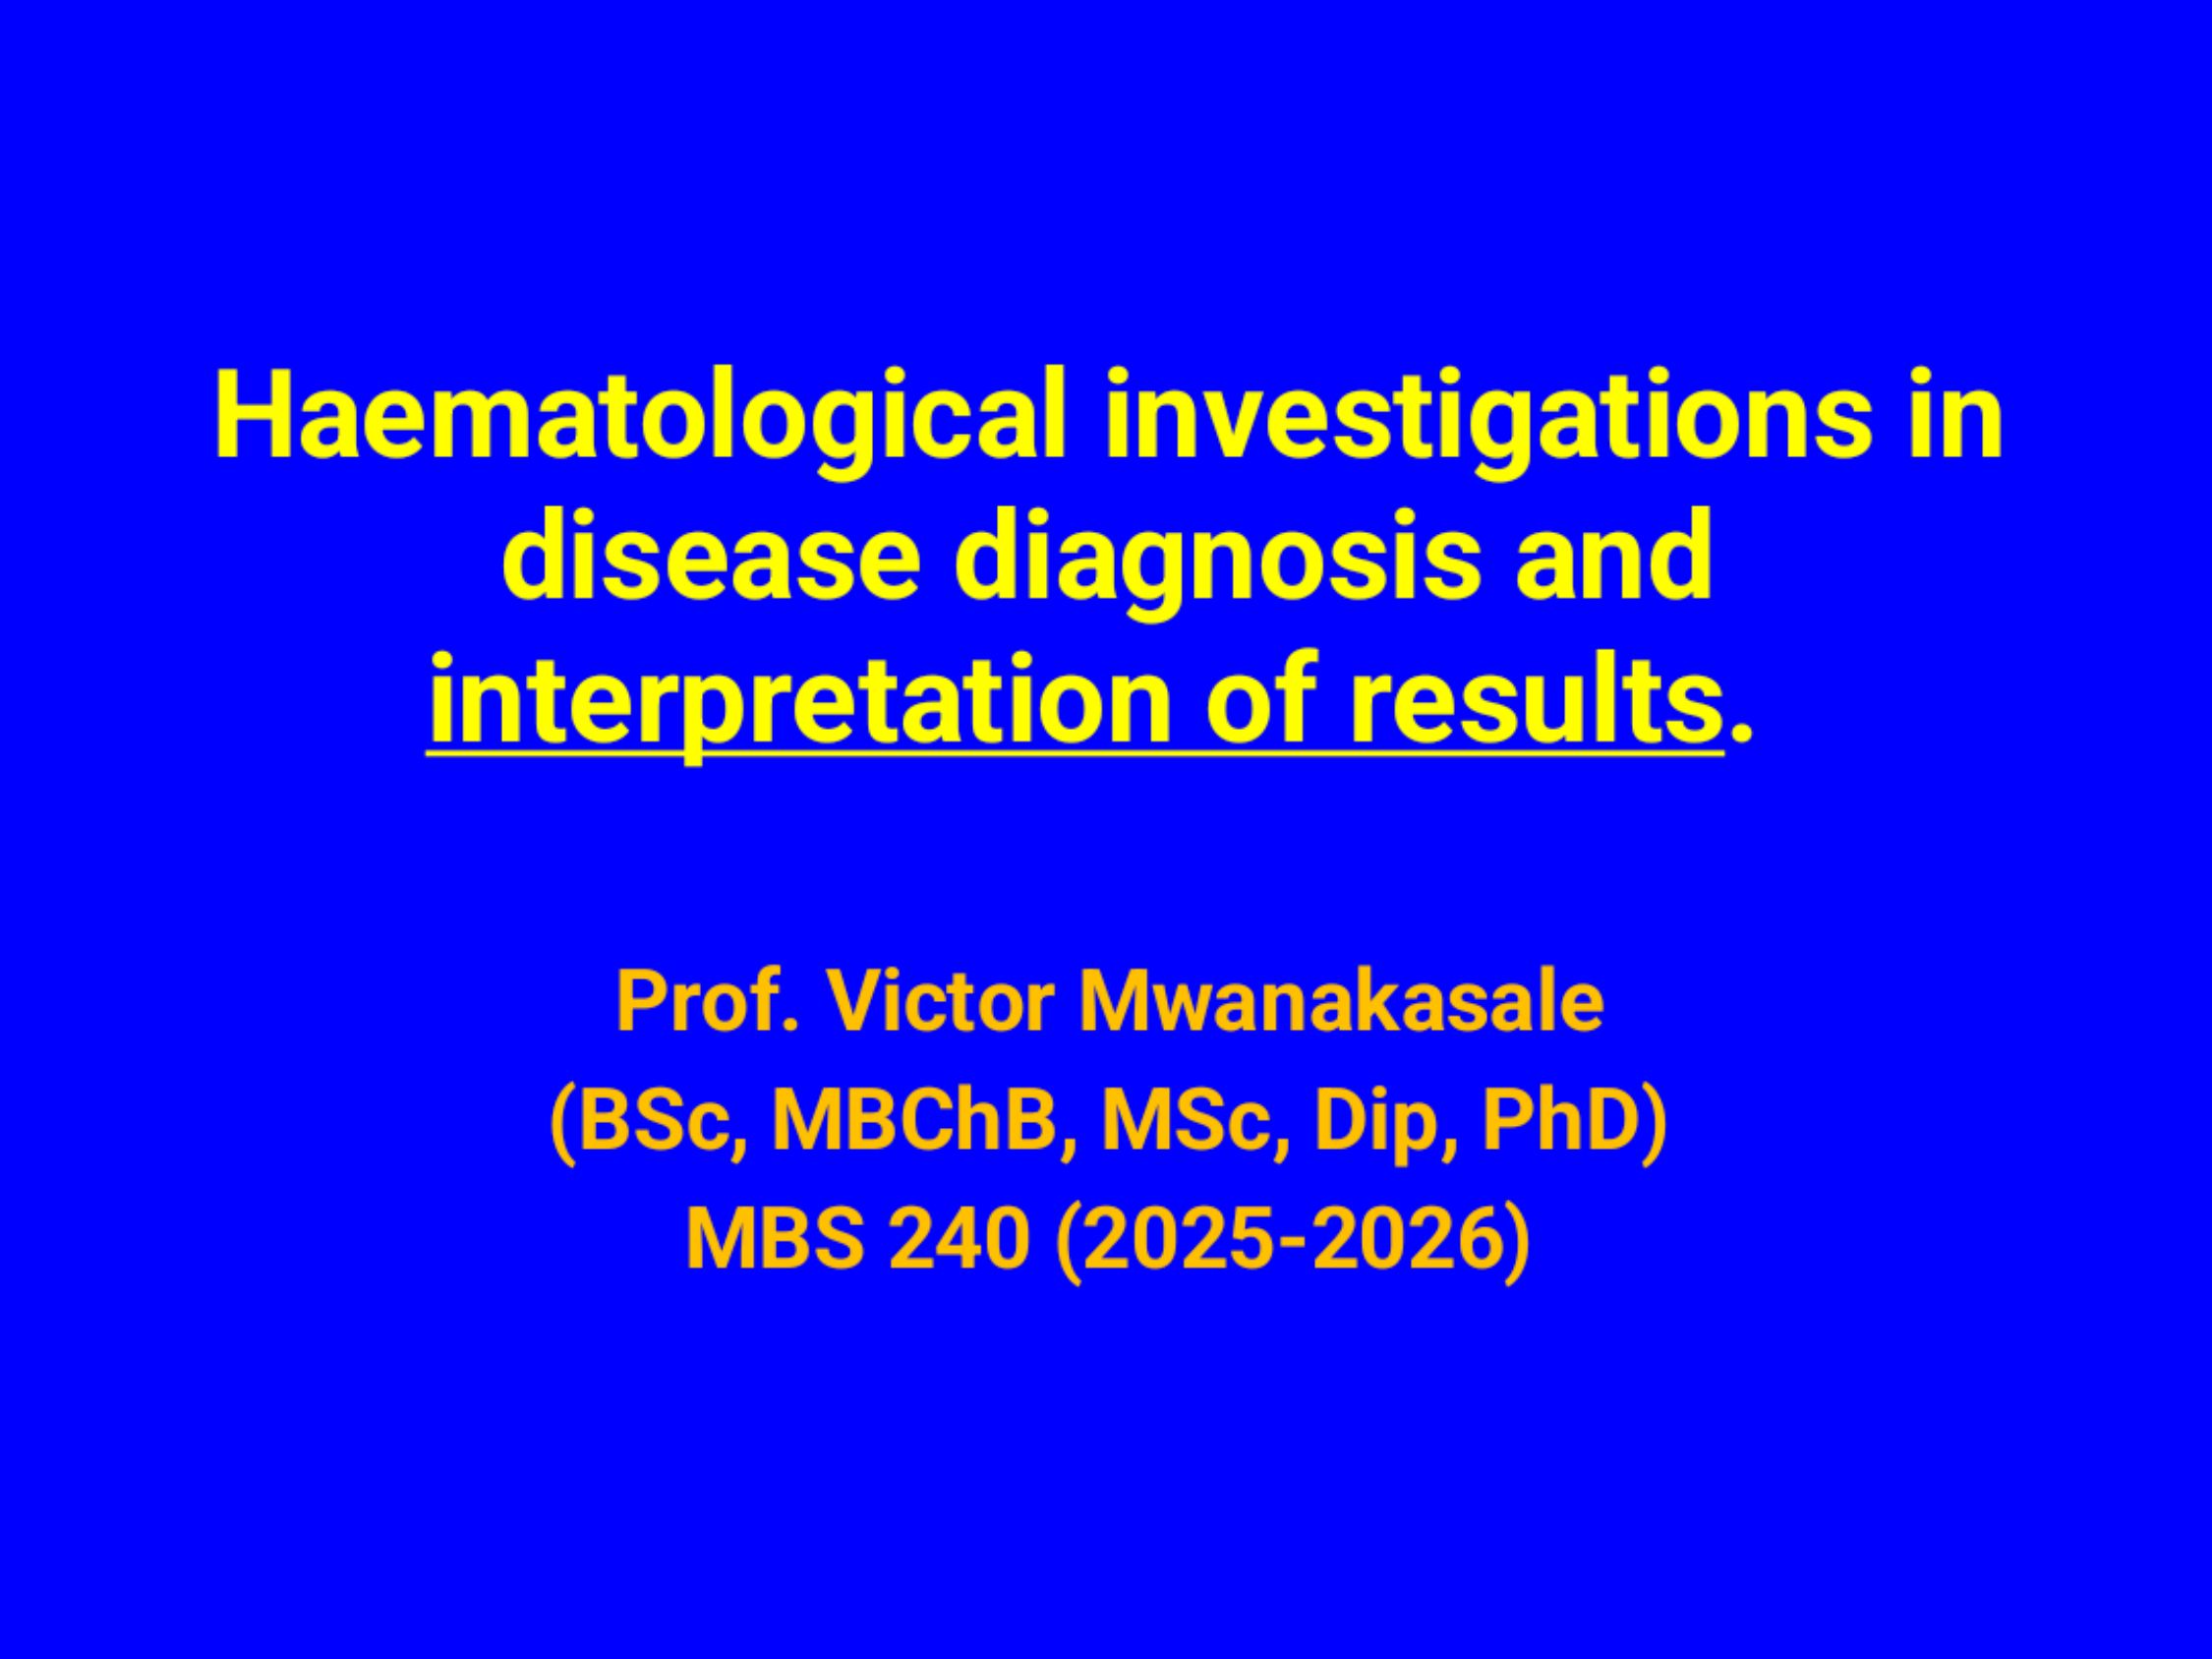 Haematological investigations in
disease diagnosis and
interpretation of results.
Prof. Victor Mwanakasale
(BSc, MBChB, MSc, Dip, PhD)
MBS 240 (2025-2026)